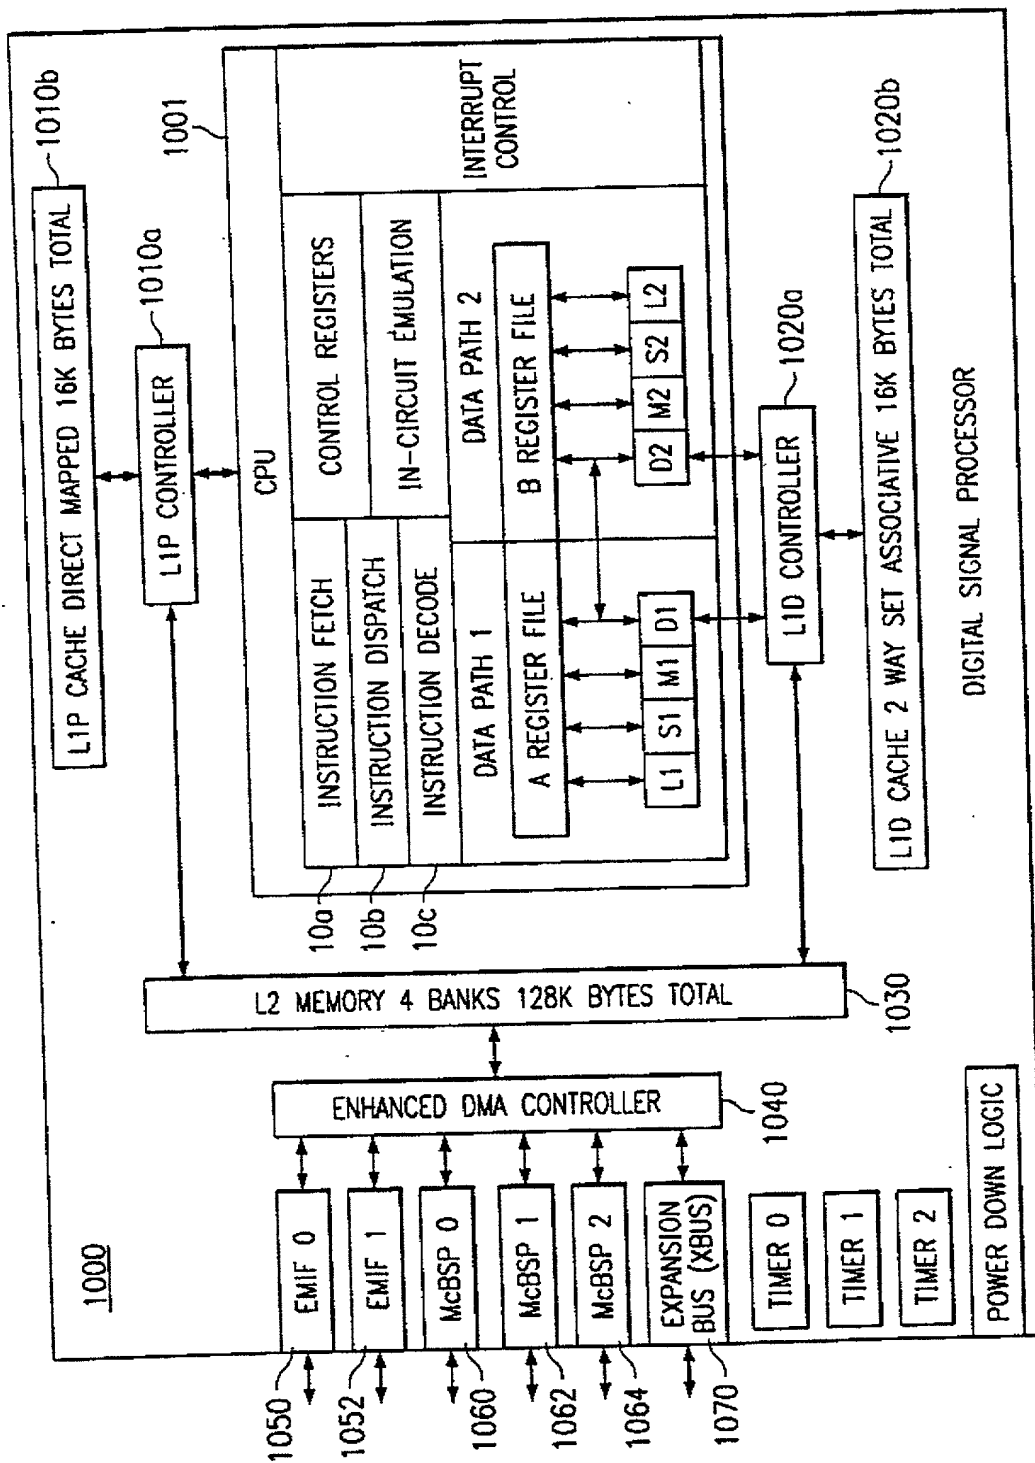 1000
L1P CACHE DIRECT MAPPED 16K BYTES TOTAL
1010b
L1P CONTROLLER
1010a
1001
CPU
INSTRUCTION FETCH
INSTRUCTION DISPATCH
INSTRUCTION DECODE
10a
10b
10c
CONTROL REGISTERS
IN-CIRCUIT EMULATION
INTERRUPT
CONTROL
DATA PATH 1
DATA PATH 2
A REGISTER FILE
B REGISTER FILE
L1
S1
M1
D1
D2
M2
S2
L2
L1D CONTROLLER
1020a
L1D CACHE 2 WAY SET ASSOCIATIVE 16K BYTES TOTAL
1020b
DIGITAL SIGNAL PROCESSOR
L2 MEMORY 4 BANKS 128K BYTES TOTAL
1030
ENHANCED DMA CONTROLLER
1040
EMIF 0
1050
EMIF 1
1052
McBSP 0
1060
McBSP 1
1062
McBSP 2
1064
EXPANSION
BUS (XBUS)
1070
TIMER 0
TIMER 1
TIMER 2
POWER DOWN LOGIC